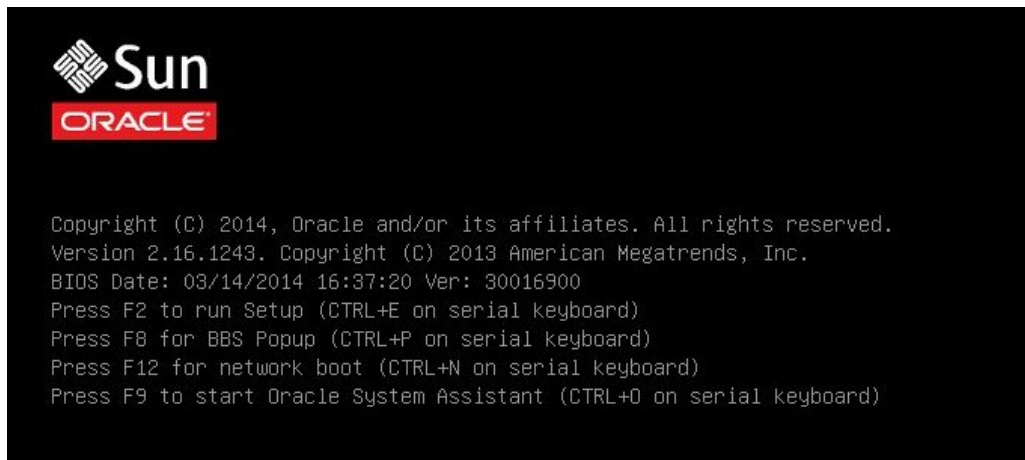 Sun
ORACLE
Copyright (C) 2014, Oracle and/or its affiliates. All rights reserved.
Version 2.16.1243. Copyright (C) 2013 American Megatrends, Inc.
BIOS Date: 03/14/2014 16:37:20 Ver: 30016900
Press F2 to run Setup (CTRL+E on serial keyboard)
Press F8 for BBS Popup (CTRL+P on serial keyboard)
Press F12 for network boot (CTRL+N on serial keyboard)
Press F9 to start Oracle System Assistant (CTRL+O on serial keyboard)